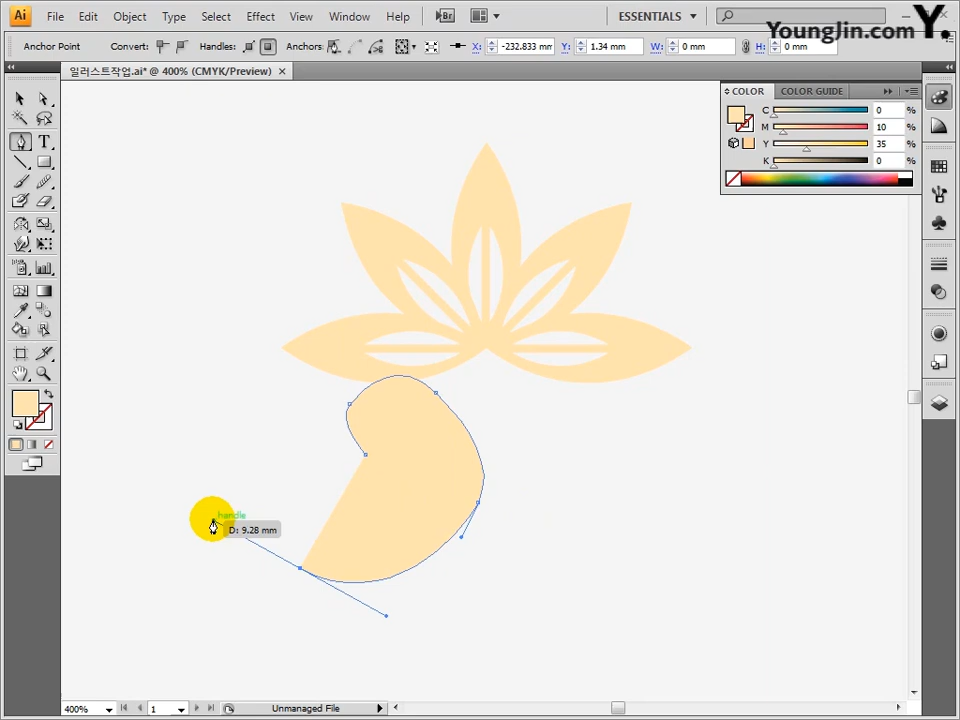 Ai File Edit Object Type Select Effect View Window Help Br ESSENTIALS
YoungJin.com Y.
Anchor Point Convert: Handles: Anchors: X: -232.833 mm Y: 1.34 mm W: 0 mm H: 0 mm
일러스트작업.ai* @ 400% (CMYK/Preview) ×
COLOR COLOR GUIDE
C 0 %
M 10 %
Y 35 %
K 0 %
T
handle
D: 9.28 mm
400% 1 Unmanaged File